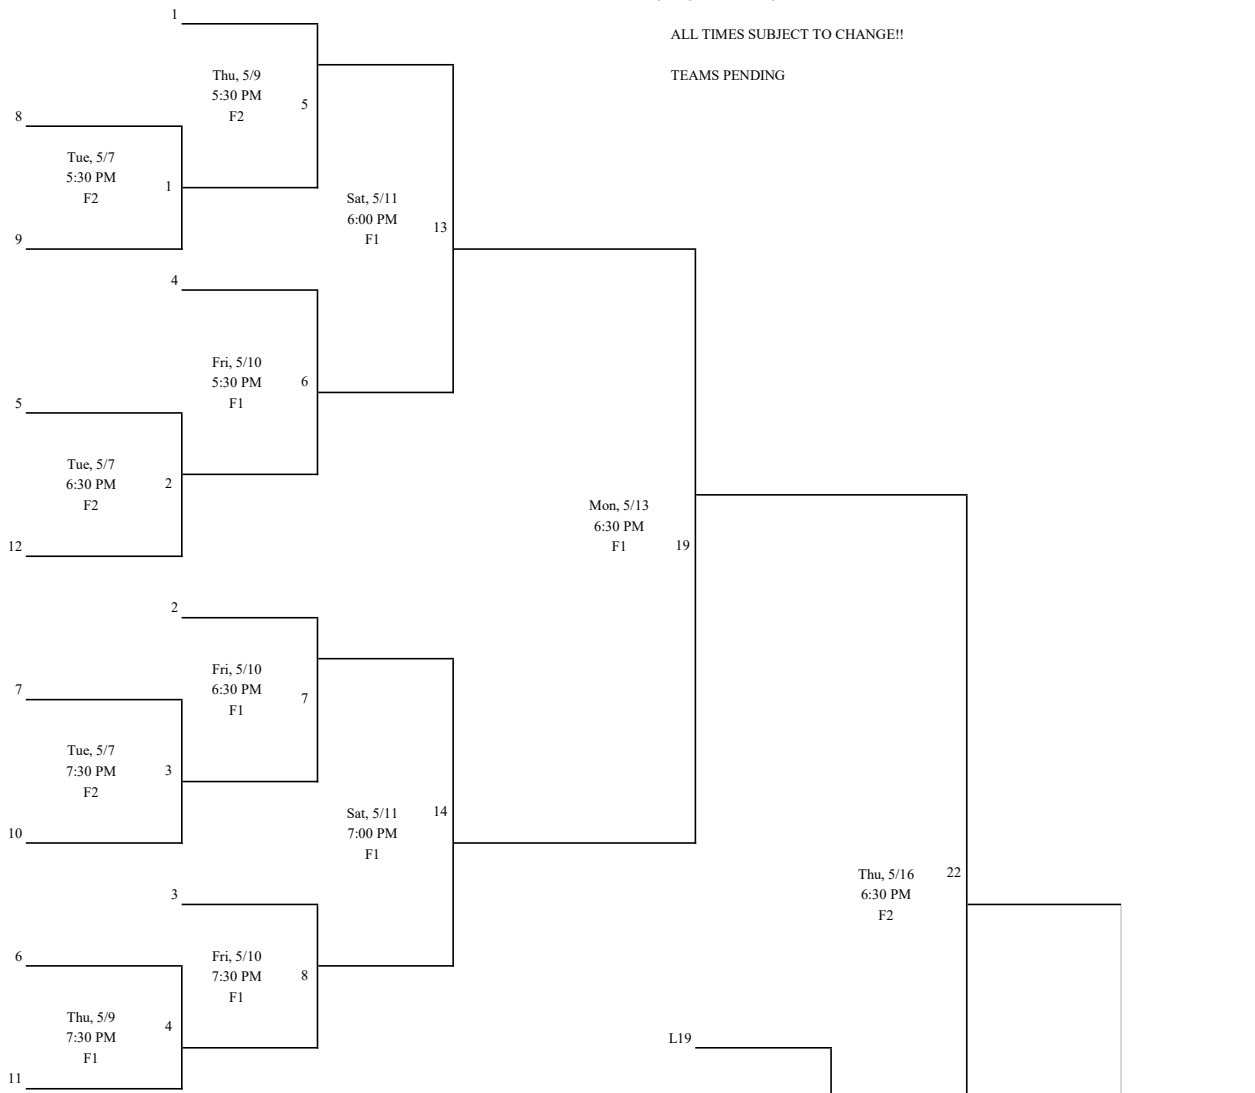 1
ALL TIMES SUBJECT TO CHANGE!!
Thu, 5/9
5:30 PM
F2
5
TEAMS PENDING
8
Tue, 5/7
5:30 PM
F2
1
9
Sat, 5/11
6:00 PM
F1
13
4
Fri, 5/10
5:30 PM
F1
6
5
Tue, 5/7
6:30 PM
F2
2
12
Mon, 5/13
6:30 PM
F1
19
2
Fri, 5/10
6:30 PM
F1
7
7
Tue, 5/7
7:30 PM
F2
3
10
Sat, 5/11
7:00 PM
F1
14
Thu, 5/16
6:30 PM
F2
22
3
Fri, 5/10
7:30 PM
F1
8
6
Thu, 5/9
7:30 PM
F1
4
11
L19